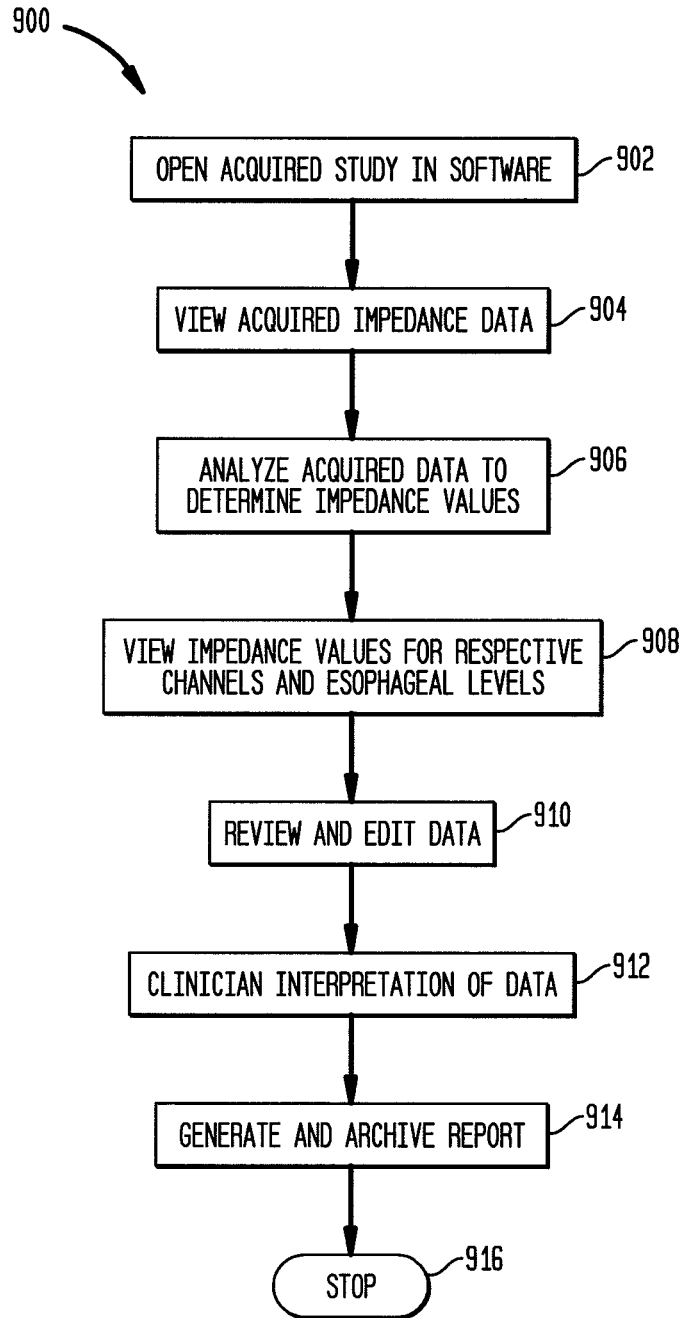 900
OPEN ACQUIRED STUDY IN SOFTWARE
902
VIEW ACQUIRED IMPEDANCE DATA
904
ANALYZE ACQUIRED DATA TO
DETERMINE IMPEDANCE VALUES
906
VIEW IMPEDANCE VALUES FOR RESPECTIVE
CHANNELS AND ESOPHAGEAL LEVELS
908
REVIEW AND EDIT DATA
910
CLINICIAN INTERPRETATION OF DATA
912
GENERATE AND ARCHIVE REPORT
914
STOP
916